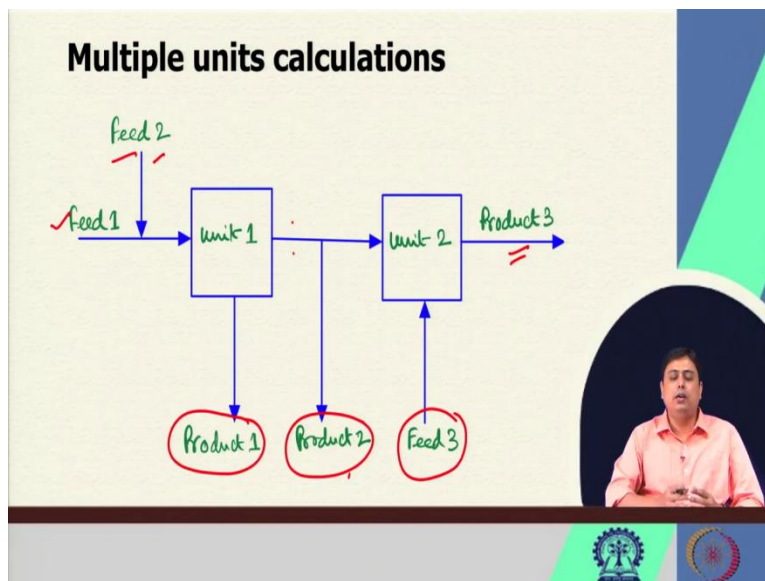 Multiple units calculations
Feed 2
Feed 1
Unit 1
Unit 2
Product 3
Product 1
Product 2
Feed 3